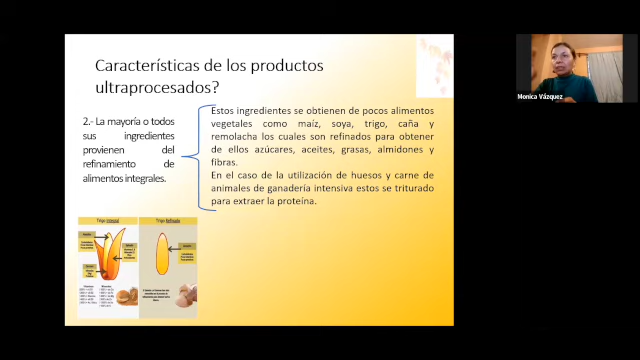 Características de los productos
ultraprocesados?
2.- La mayoría o todos
sus ingredientes
provienen del
refinamiento de
alimentos integrales.
Estos ingredientes se obtienen de pocos alimentos
vegetales como maíz, soya, trigo, caña y
remolacha los cuales son refinados para obtener
de ellos azúcares, aceites, grasas, almidones y
fibras.
En el caso de la utilización de huesos y carne de
animales de ganadería intensiva estos se triturado
para extraer la proteína.
Trigo Integral
Trigo Refinado
Monica Vázquez